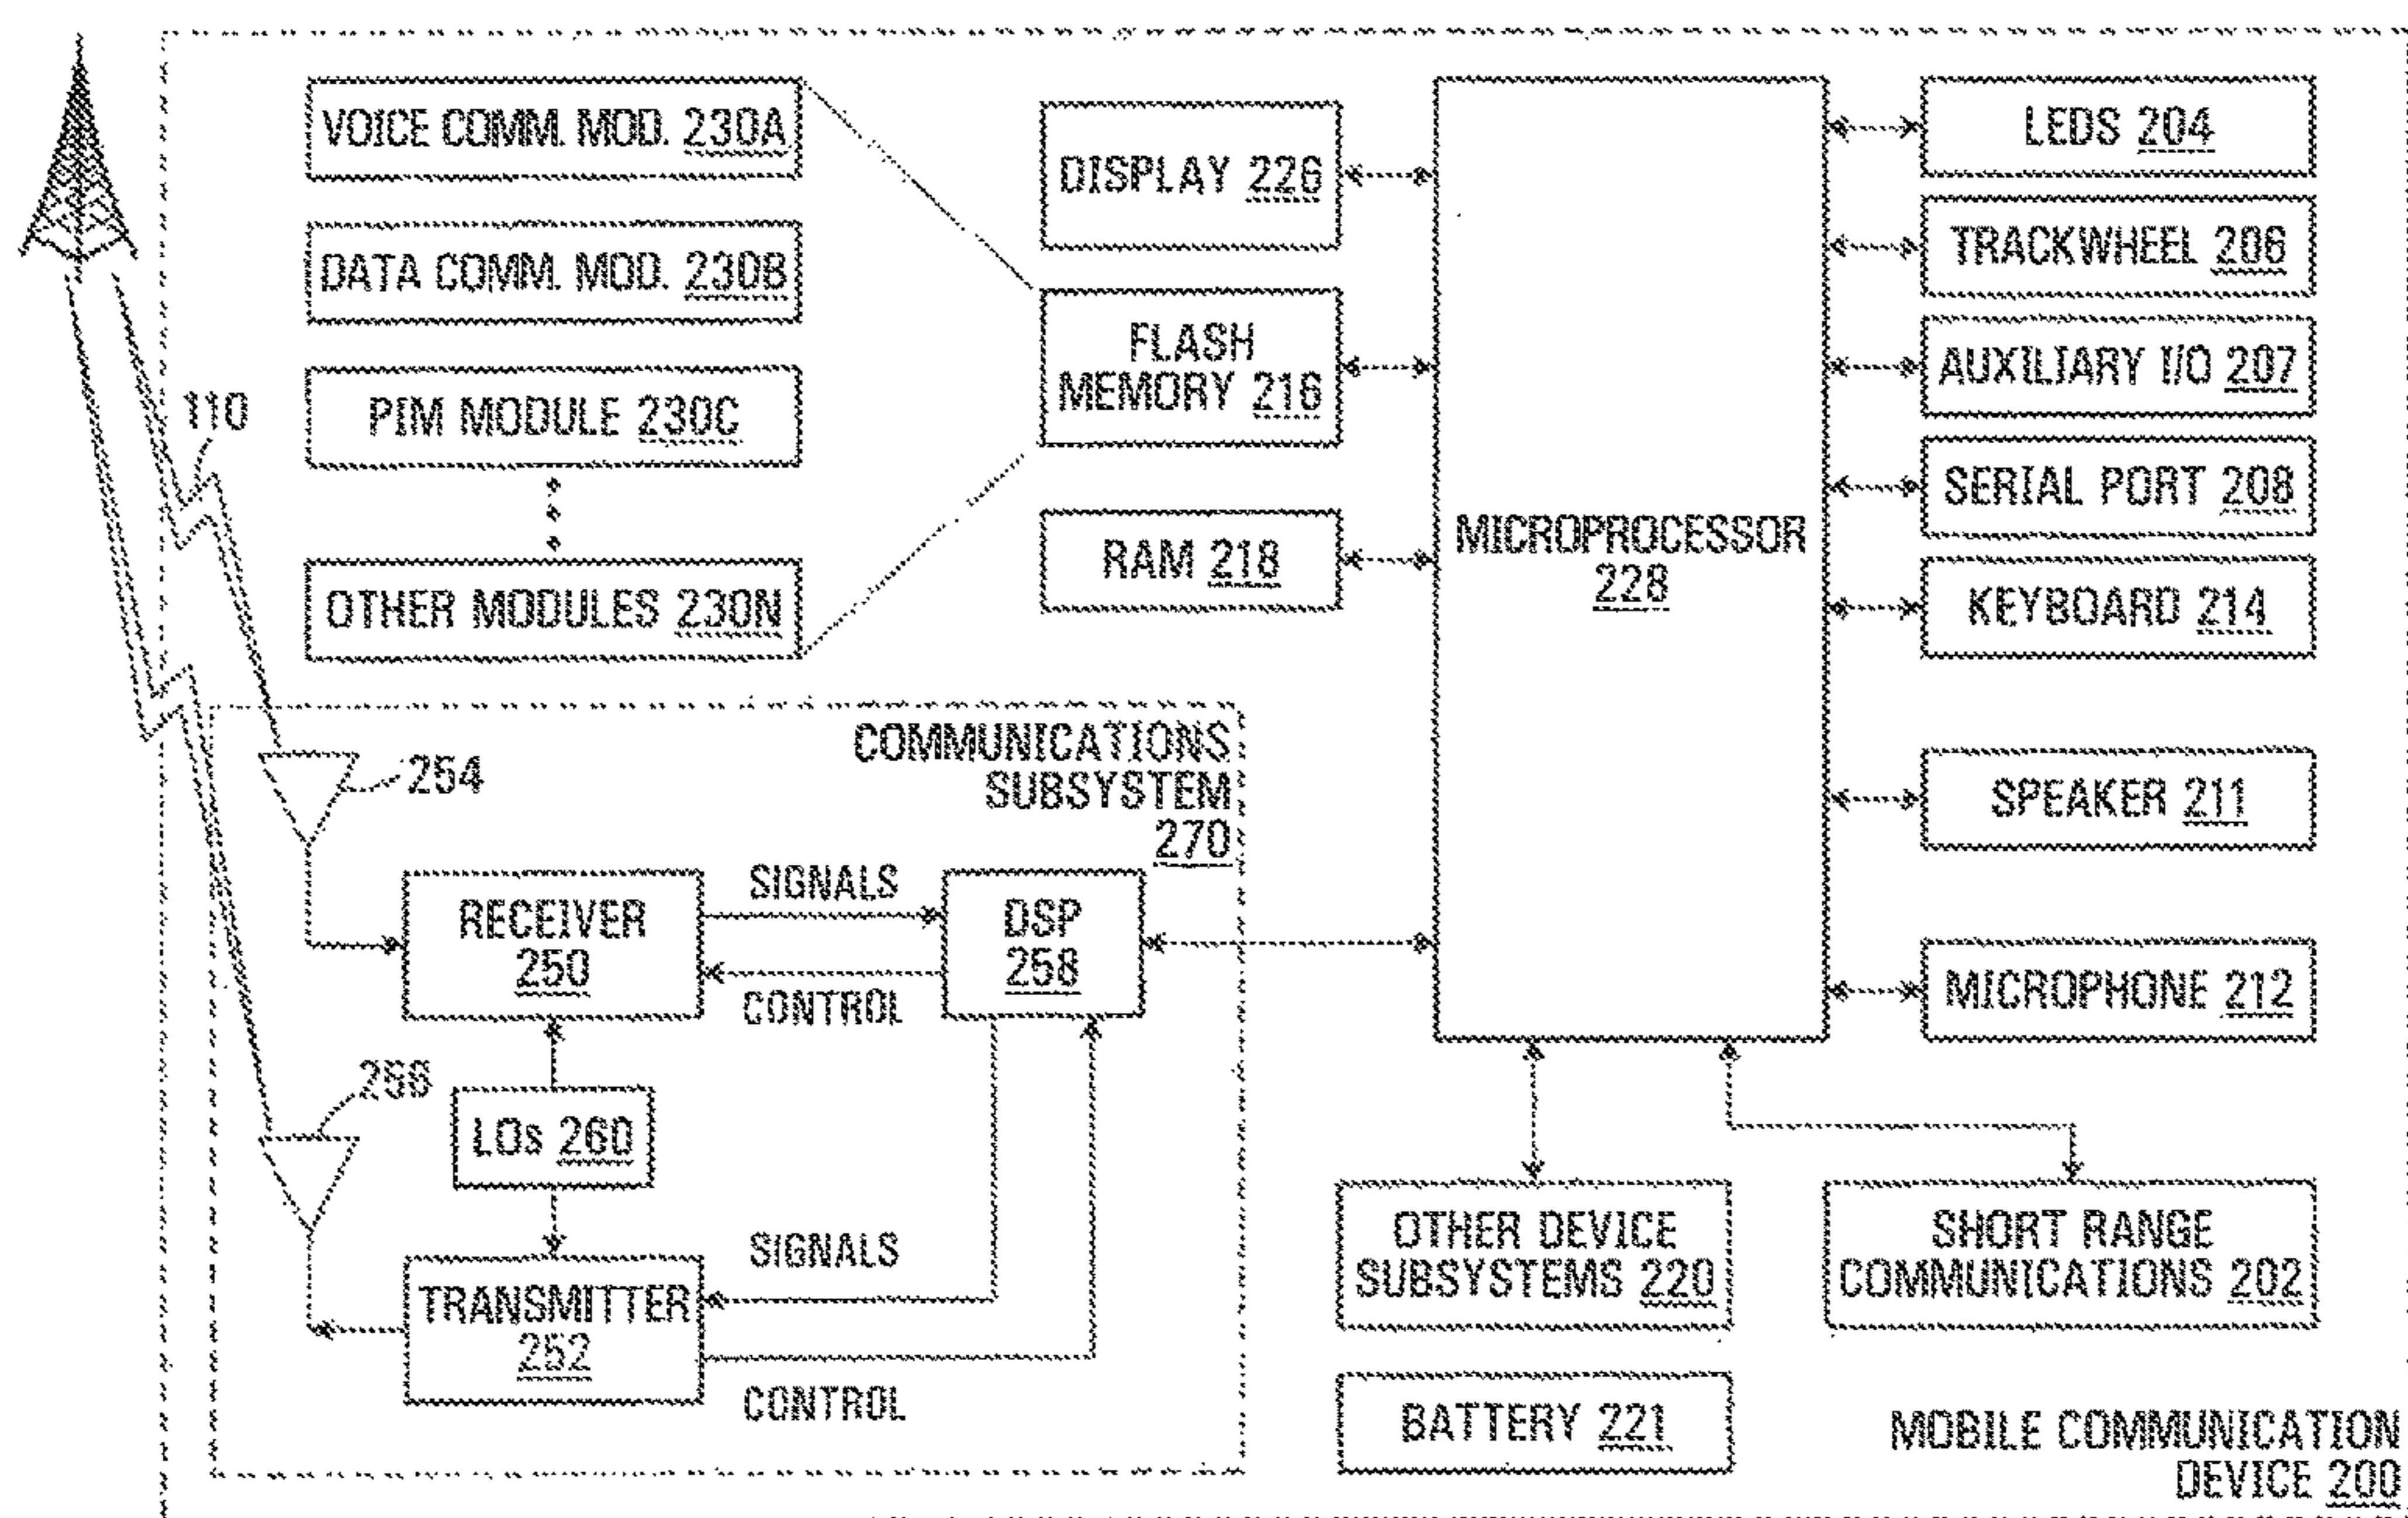 VOICE COMM. MOD. 230A
DATA COMM. MOD. 230B
PIM MODULE 230C
OTHER MODULES 230N
110
DISPLAY 226
FLASH
MEMORY 216
RAM 218
MICROPROCESSOR
228
LEDS 204
TRACKWHEEL 206
AUXILIARY I/O 207
SERIAL PORT 208
KEYBOARD 214
SPEAKER 211
MICROPHONE 212
COMMUNICATIONS
SUBSYSTEM
270
254
RECEIVER
250
SIGNALS
CONTROL
DSP
258
256
LOs 260
TRANSMITTER
252
SIGNALS
CONTROL
OTHER DEVICE
SUBSYSTEMS 220
SHORT RANGE
COMMUNICATIONS 202
BATTERY 221
MOBILE COMMUNICATION
DEVICE 200